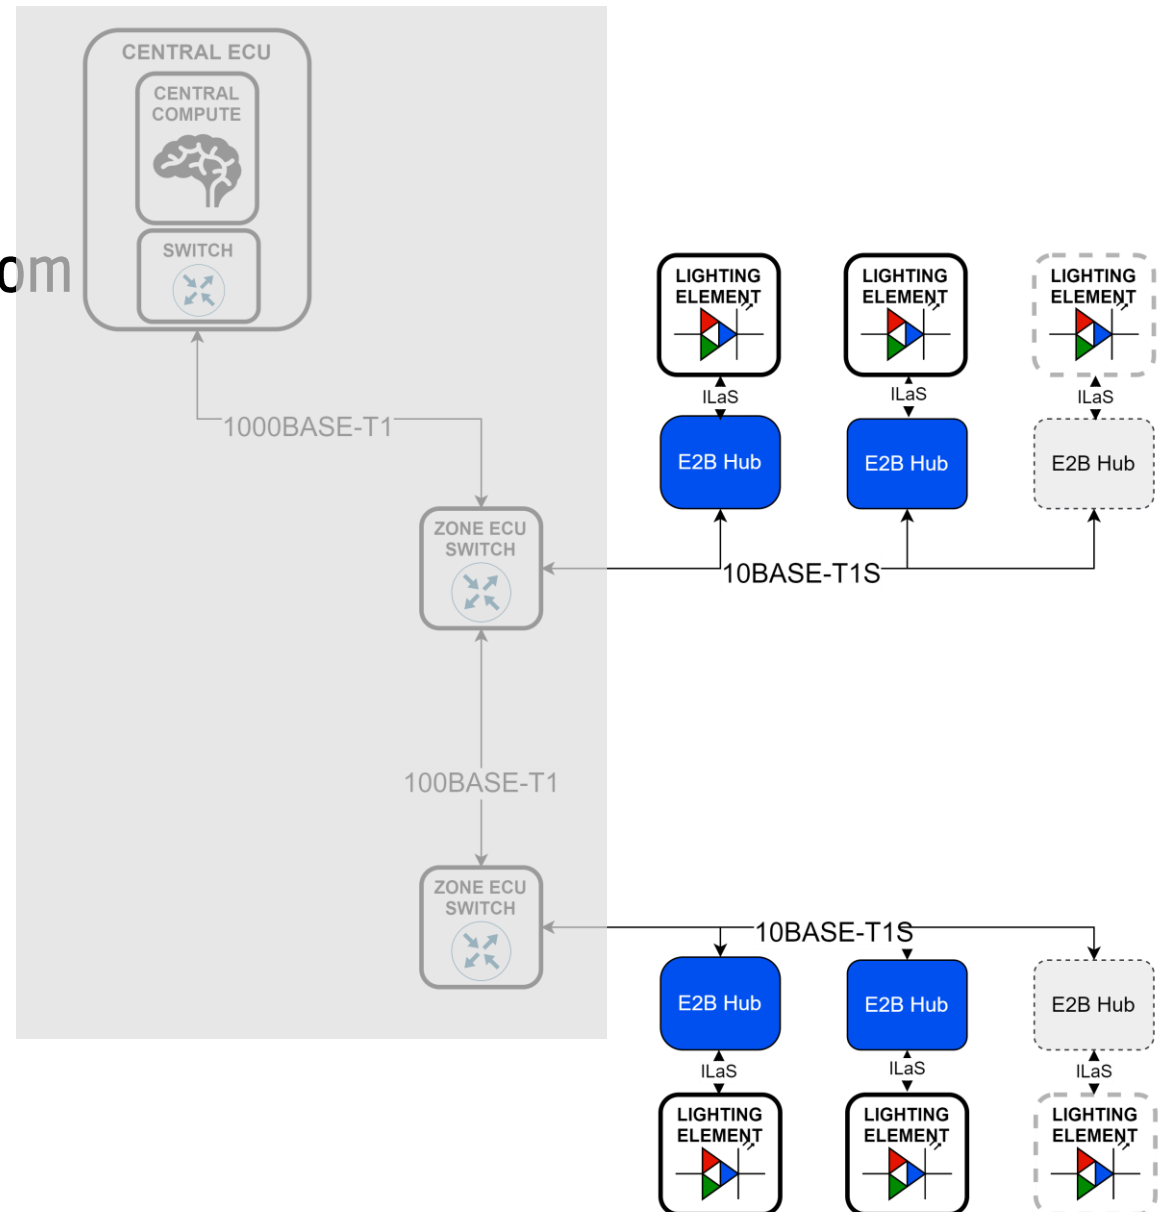 CENTRAL ECU
CENTRAL
COMPUTE
SWITCH
om
1000BASE-T1
ZONE ECU
SWITCH
100BASE-T1
ZONE ECU
SWITCH
LIGHTING
ELEMENT
LIGHTING
ELEMENT
LIGHTING
ELEMENT
ILaS
ILaS
ILaS
E2B Hub
E2B Hub
E2B Hub
10BASE-T1S
10BASE-T1S
E2B Hub
E2B Hub
E2B Hub
ILaS
ILaS
ILaS
LIGHTING
ELEMENT
LIGHTING
ELEMENT
LIGHTING
ELEMENT